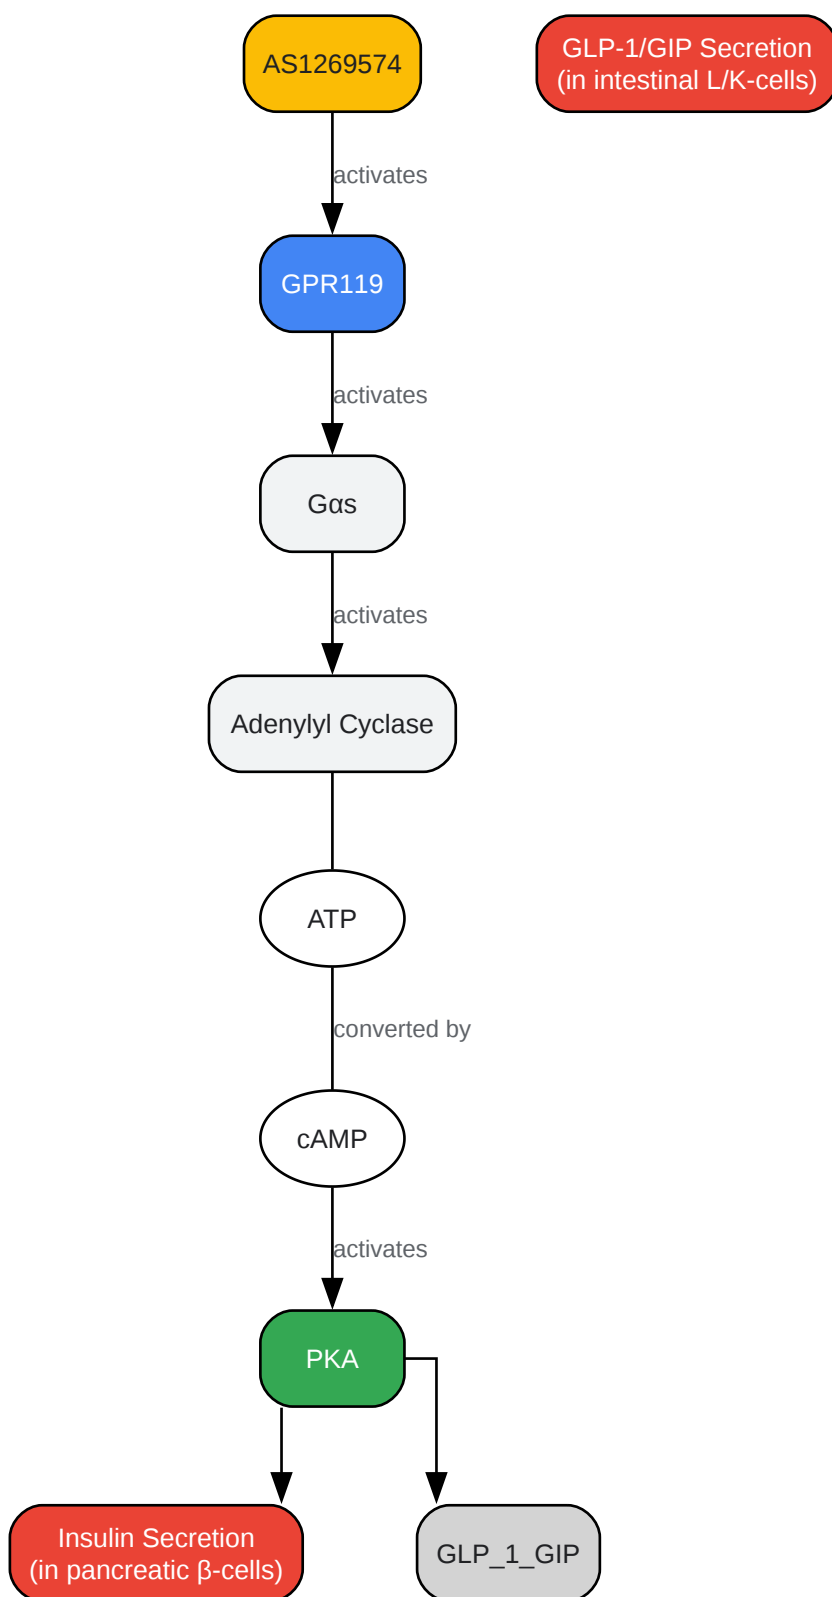 AS1269574
GLP-1/GIP Secretion
(in intestinal L/K-cells)
activates
GPR119
activates
Gαs
activates
Adenylyl Cyclase
ATP
converted by
cAMP
activates
PKA
Insulin Secretion
(in pancreatic β-cells)
GLP_1_GIP